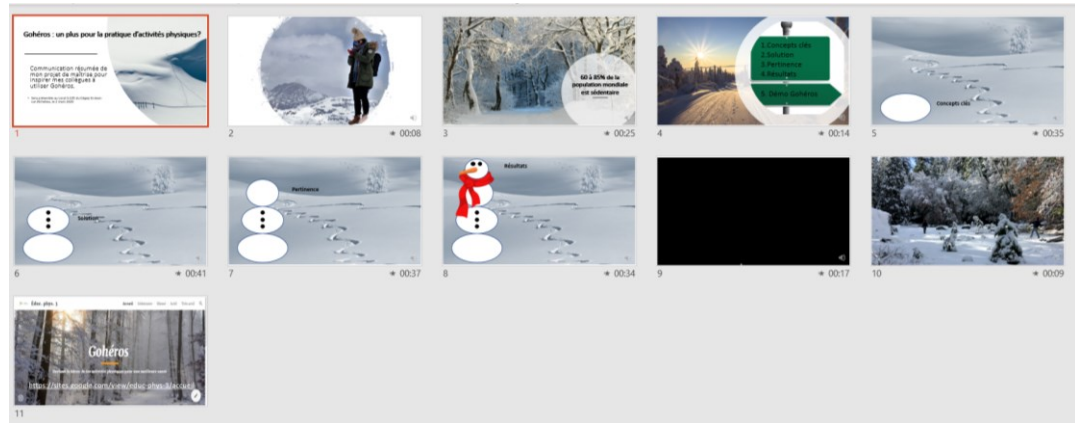 Gohéros : un plus pour la pratique d'activités physiques?
Communication résumée de
mon projet de maîtrise pour
inspirer mes collègues à
utiliser Gohéros.
1
2
00:08
60 à 85% de la
population mondiale
est sédentaire
3
00:25
1.Concepts clés
2.Solution
3.Pertinence
4.Résultats
5. Démo Gohéros
4
00:14
Concepts clés
5
00:35
Solution
6
00:41
Pertinence
7
00:37
Résultats
8
00:34
9
00:17
10
00:09
Éduc-phys-3
Accueil
Gohéros
https://sites.google.com/view/educ-phys-3/accueil
11